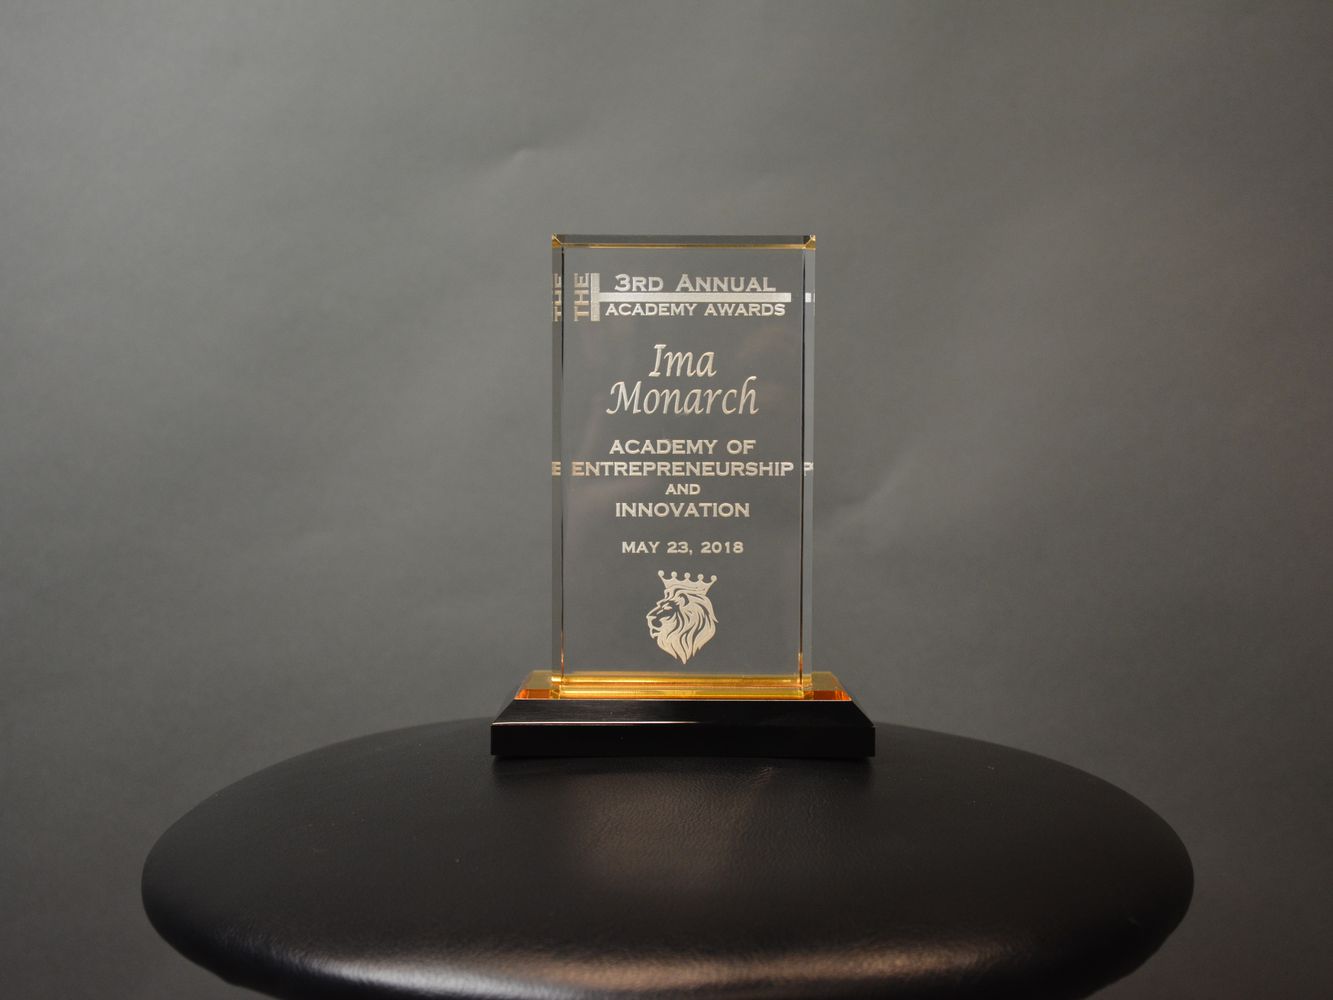 THE
3RD ANNUAL
ACADEMY AWARDS
Ima
Monarch
ACADEMY OF
ENTREPRENEURSHIP
AND
INNOVATION
MAY 23, 2018